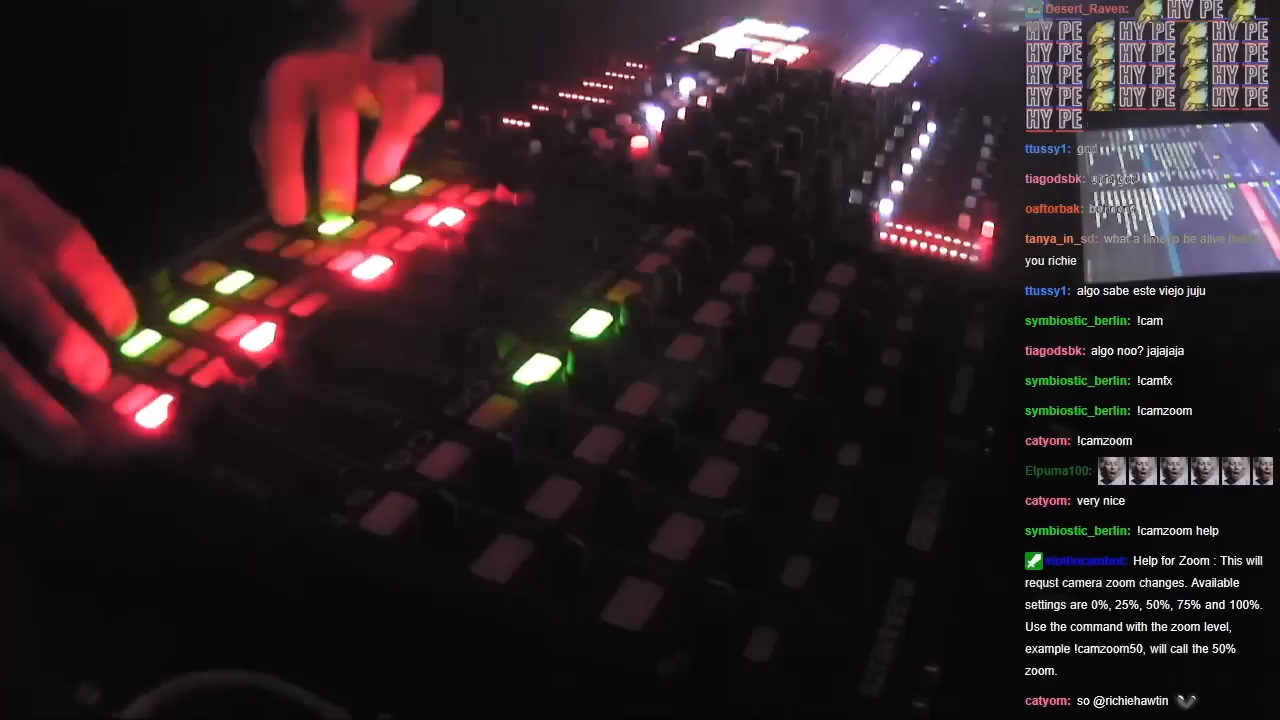 Desert_Raven: HY PE
HY PE HY PE HY PE
HY PE HY PE HY PE
HY PE HY PE HY PE
HY PE HY PE HY PE
HY PE
ttussy1: god
tiagodsbk:
oaftorbak:
tanya_in_sd: what a time to be alive thank
you richie
ttussy1: algo sabe este viejo juju
symbiostic_berlin: !cam
tiagodsbk: algo noo? jajajaja
symbiostic_berlin: !camfx
symbiostic_berlin: !camzoom
catyom: !camzoom
Elpuma100:
catyom: very nice
symbiostic_berlin: !camzoom help
Help for Zoom : This will
requst camera zoom changes. Available
settings are 0%, 25%, 50%, 75% and 100%.
Use the command with the zoom level,
example !camzoom50, will call the 50%
zoom.
catyom: so @richiehawtin